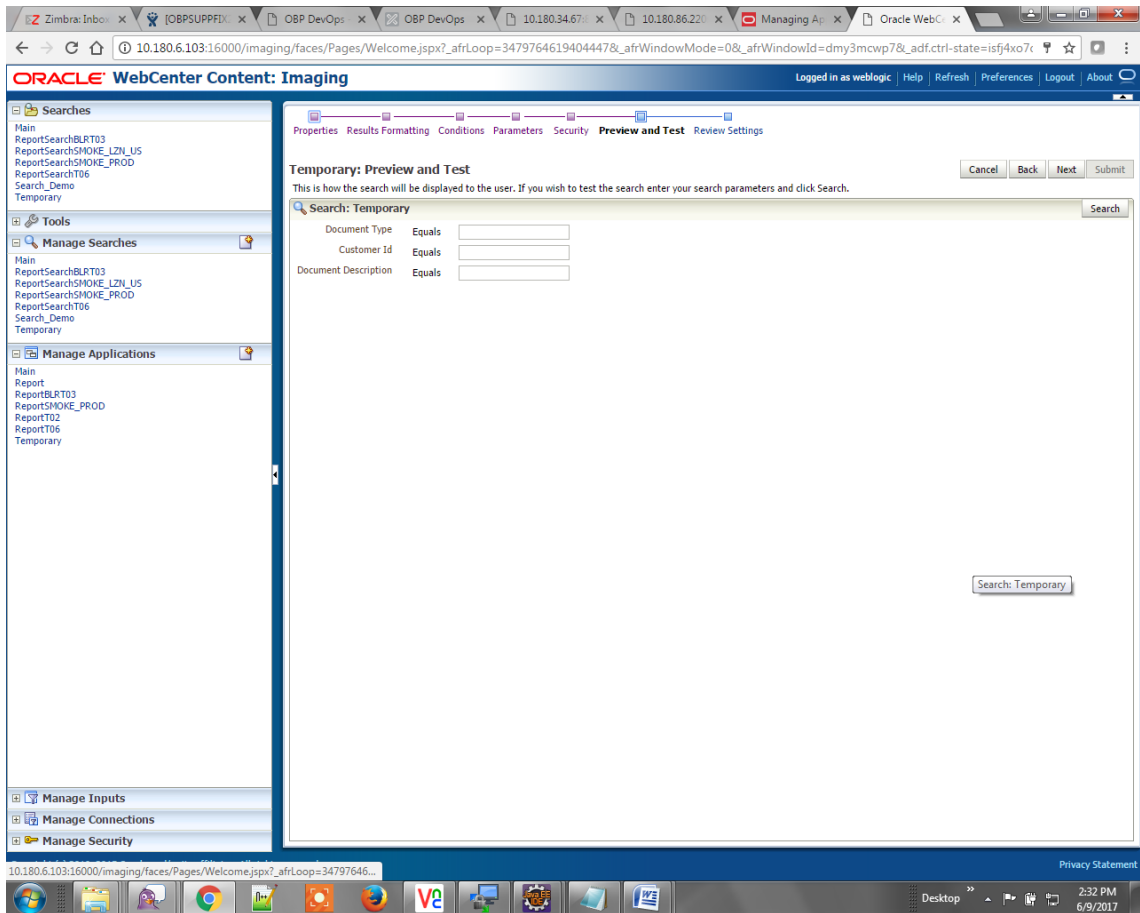 Zimbra: Inbox
[OBPSUPPFIX
OBP DevOps
OBP DevOps
10.180.34.67:
10.180.86.220
Managing Ap
Oracle WebCe
10.180.6.103:16000/imaging/faces/Pages/Welcome.jspx?_afrLoop=34797646194044478&_afrWindowMode=0&_afrWindowId=dmy3mcwp7&_adf.ctrl-state=isfj4xo7c
ORACLE WebCenter Content: Imaging
Logged in as weblogic Help Refresh Preferences Logout About
Searches
Main
ReportSearchBLRT03
ReportSearchSMOKE_LZN_US
ReportSearchSMOKE_PROD
ReportSearchT06
Search_Demo
Temporary
Tools
Manage Searches
Main
ReportSearchBLRT03
ReportSearchSMOKE_LZN_US
ReportSearchSMOKE_PROD
ReportSearchT06
Search_Demo
Temporary
Manage Applications
Main
Report
ReportBLRT03
ReportSMOKE_PROD
ReportT02
ReportT06
Temporary
Manage Inputs
Manage Connections
Manage Security
Properties Results Formatting Conditions Parameters Security Preview and Test Review Settings
Temporary: Preview and Test
Cancel Back Next Submit
This is how the search will be displayed to the user. If you wish to test the search enter your search parameters and click Search.
Search: Temporary
Search
Document Type Equals
Customer Id Equals
Document Description Equals
Search: Temporary
Privacy Statement
10.180.6.103:16000/imaging/faces/Pages/Welcome.jspx?_afrLoop=34797646...
Desktop
2:32 PM
6/9/2017